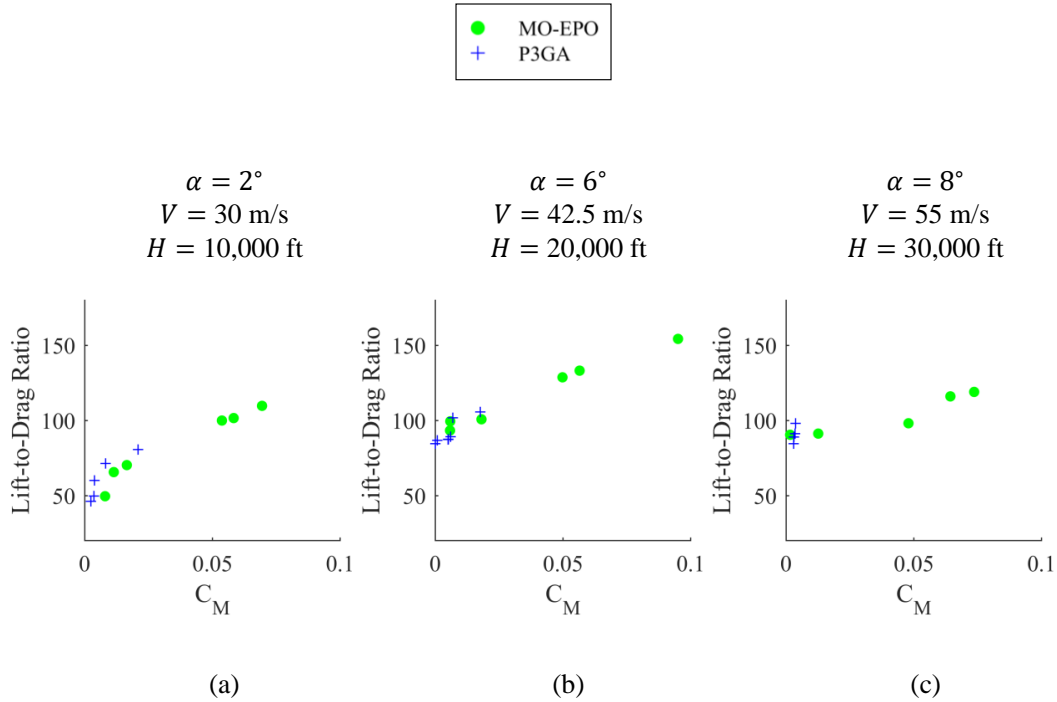 MO-EPO
P3GA
α = 2°
V = 30 m/s
H = 10,000 ft
α = 6°
V = 42.5 m/s
H = 20,000 ft
α = 8°
V = 55 m/s
H = 30,000 ft
Lift-to-Drag Ratio
150
100
50
0
0.05
0.1
C_M
(a)
Lift-to-Drag Ratio
150
100
50
0
0.05
0.1
C_M
(b)
Lift-to-Drag Ratio
150
100
50
0
0.05
0.1
C_M
(c)